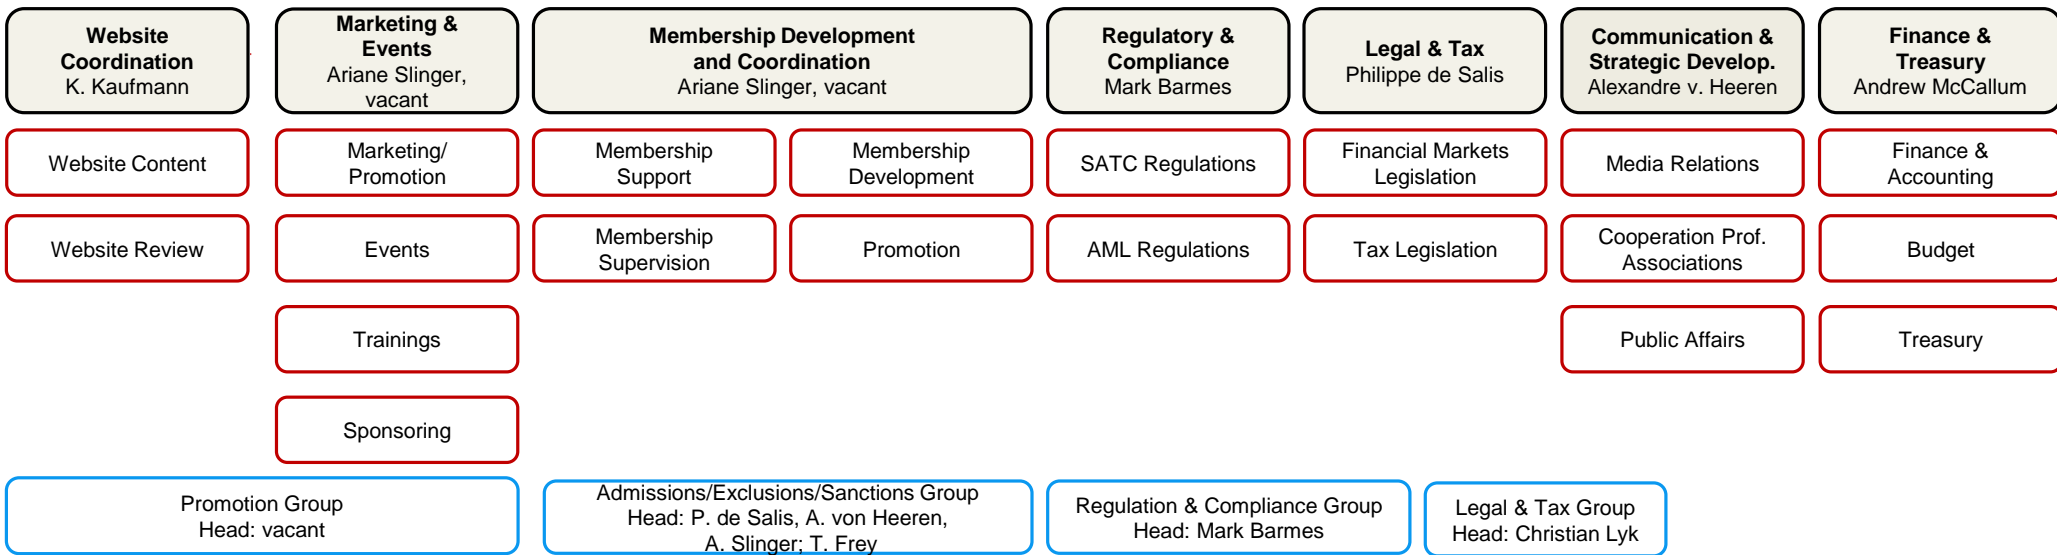 Website
Coordination
K. Kaufmann
Marketing &
Events
Ariane Slinger,
vacant
Membership Development
and Coordination
Ariane Slinger, vacant
Regulatory &
Compliance
Mark Barmes
Legal & Tax
Philippe de Salis
Communication &
Strategic Develop.
Alexandre v. Heeren
Finance &
Treasury
Andrew McCallum
Website Content
Marketing/
Promotion
Membership
Support
Membership
Development
SATC Regulations
Financial Markets
Legislation
Media Relations
Finance &
Accounting
Website Review
Events
Membership
Supervision
Promotion
AML Regulations
Tax Legislation
Cooperation Prof.
Associations
Budget
Trainings
Public Affairs
Treasury
Sponsoring
Promotion Group
Head: vacant
Admissions/Exclusions/Sanctions Group
Head: P. de Salis, A. von Heeren,
A. Slinger; T. Frey
Regulation & Compliance Group
Head: Mark Barmes
Legal & Tax Group
Head: Christian Lyk